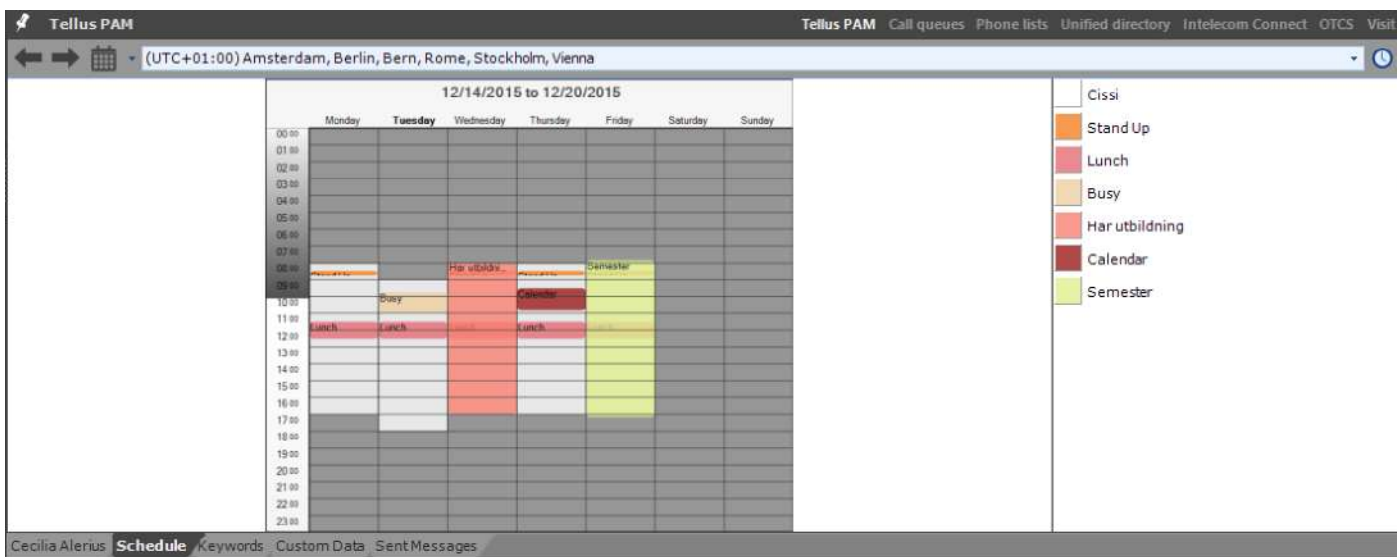 Tellus PAM
Tellus PAM Call queues Phone lists Unified directory Intelecom Connect OTCS Visit
(UTC+01:00) Amsterdam, Berlin, Bern, Rome, Stockholm, Vienna
12/14/2015 to 12/20/2015
Monday Tuesday Wednesday Thursday Friday Saturday Sunday
00 00
01 00
02 00
03 00
04 00
05 00
06 00
07 00
08 00 Har utbildni... Semester
09 00
10 00 Busy Calendar
11 00
12 00 Lunch Lunch Lunch
13 00
14 00
15 00
16 00
17 00
18 00
19 00
20 00
21 00
22 00
23 00
Cissi
Stand Up
Lunch
Busy
Har utbildning
Calendar
Semester
Cecilia Alerius Schedule Keywords Custom Data Sent Messages